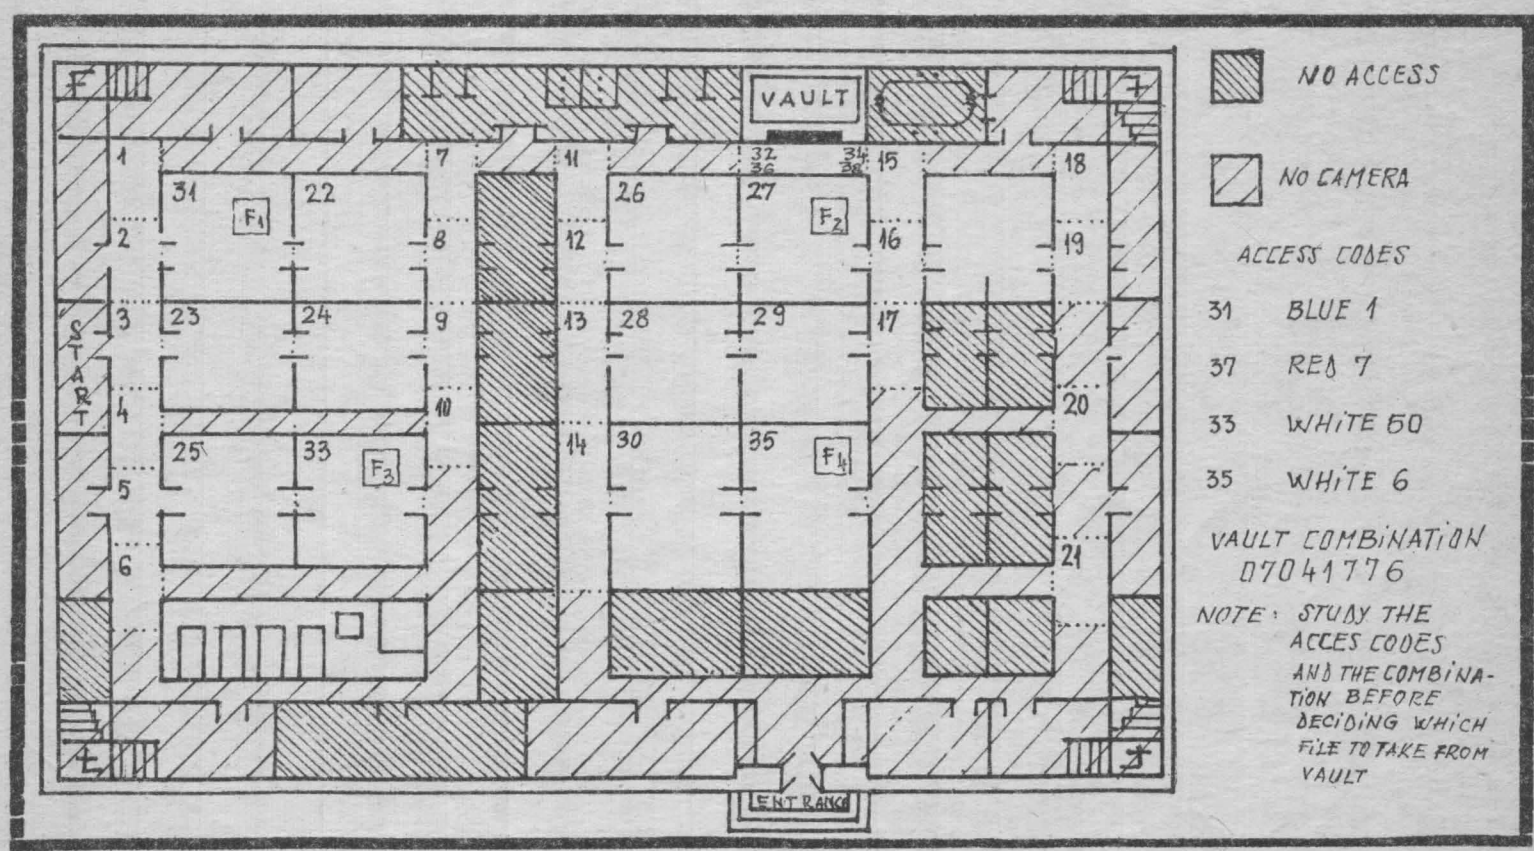 VAULT
1
7
11
32
34
15
18
36
38
31
22
26
27
F1
F2
2
8
12
16
19
3
23
24
9
13
28
29
17
START
4
10
20
25
33
14
30
35
F3
F4
5
6
21
ENTRANCE
NO ACCESS
NO CAMERA
ACCESS CODES
31 BLUE 1
37 RED 7
33 WHITE 50
35 WHITE 6
VAULT COMBINATION
07041776
NOTE: STUDY THE
ACCES CODES
AND THE COMBINA-
TION BEFORE
DECIDING WHICH
FILE TO TAKE FROM
VAULT